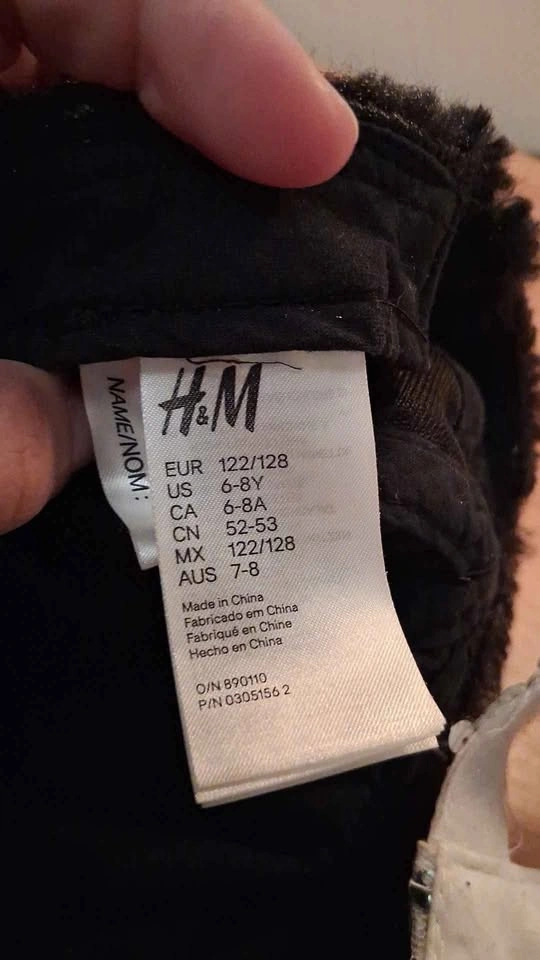 NAME/NOM:
H&M
EUR 122/128
US 6-8Y
CA 6-8A
CN 52-53
MX 122/128
AUS 7-8
Made in China
Fabricado em China
Fabriqué en Chine
Hecho en China
O/N 890110
P/N 0305156 2